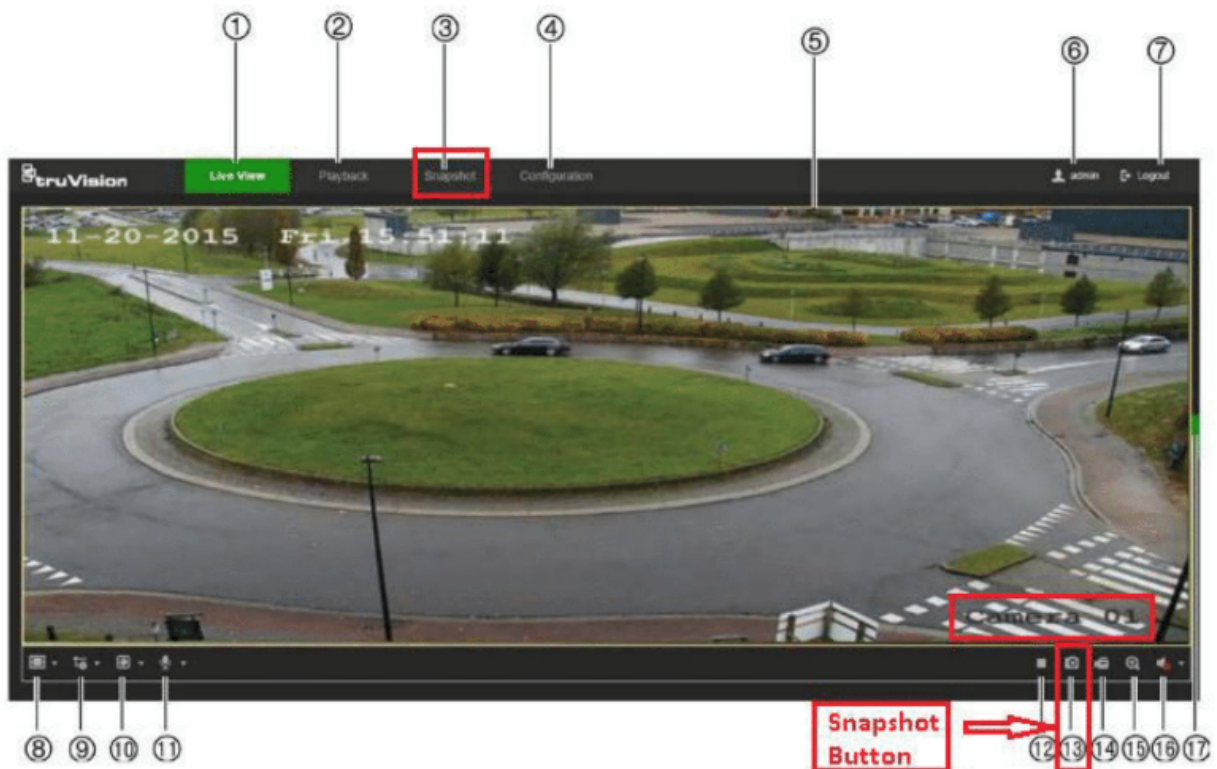 ① ② ③ ④ ⑤ ⑥ ⑦
truVision Live View Playback Snapshot Configuration admin Logout
11-20-2015 Fri 15:51:11
Camera 01
⑧ ⑨ ⑩ ⑪ ⑫ ⑬ ⑭ ⑮ ⑯ ⑰
Snapshot
Button